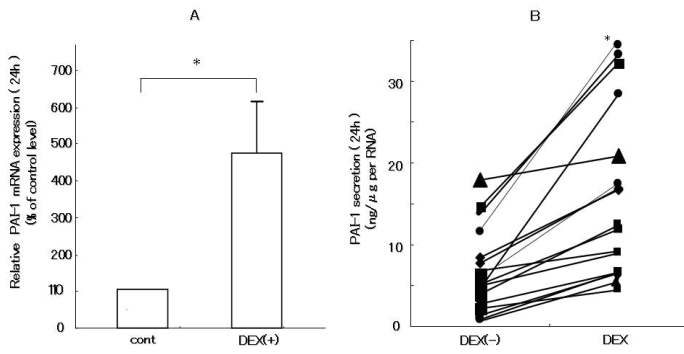 A
B
Relative PAI-1 mRNA expression (24h)
(% of control level)
700
600
500
400
300
200
110
100
0
*
cont
DEX(+)
PAI-1 secretion (24h)
(ng/μg per RNA)
30
20
10
0
*
DEX(-)
DEX